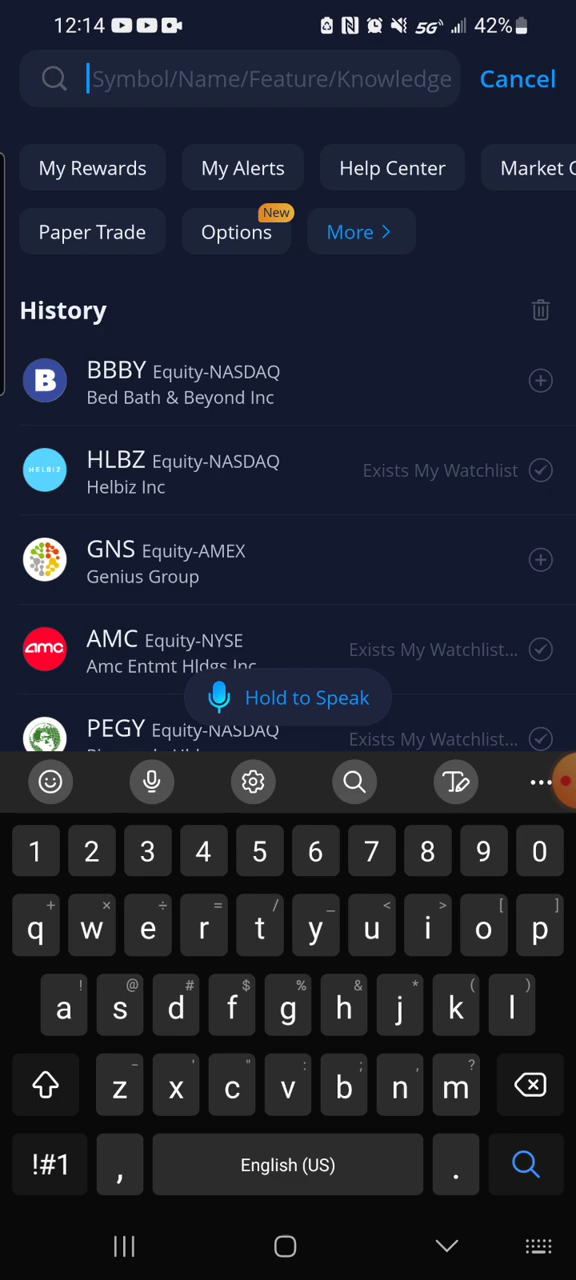 12:14 5G 42%
Symbol/Name/Feature/Knowledge Cancel
My Rewards My Alerts Help Center Market
New
Paper Trade Options More >
History
B BBBY Equity-NASDAQ
Bed Bath & Beyond Inc
HELBIZ HLBZ Equity-NASDAQ Exists My Watchlist
Helbiz Inc
GNS Equity-AMEX
Genius Group
amc AMC Equity-NYSE Exists My Watchlist...
Amc Entmt Hldgs Inc
Hold to Speak
PEGY Equity-NASDAQ Exists My Watchlist...
1 2 3 4 5 6 7 8 9 0
+ × ÷ = / _ < > [ ]
q w e r t y u i o p
! @ # $ % & * ( )
a s d f g h j k l
- ' " : ; , ?
z x c v b n m
!#1 , English (US) .